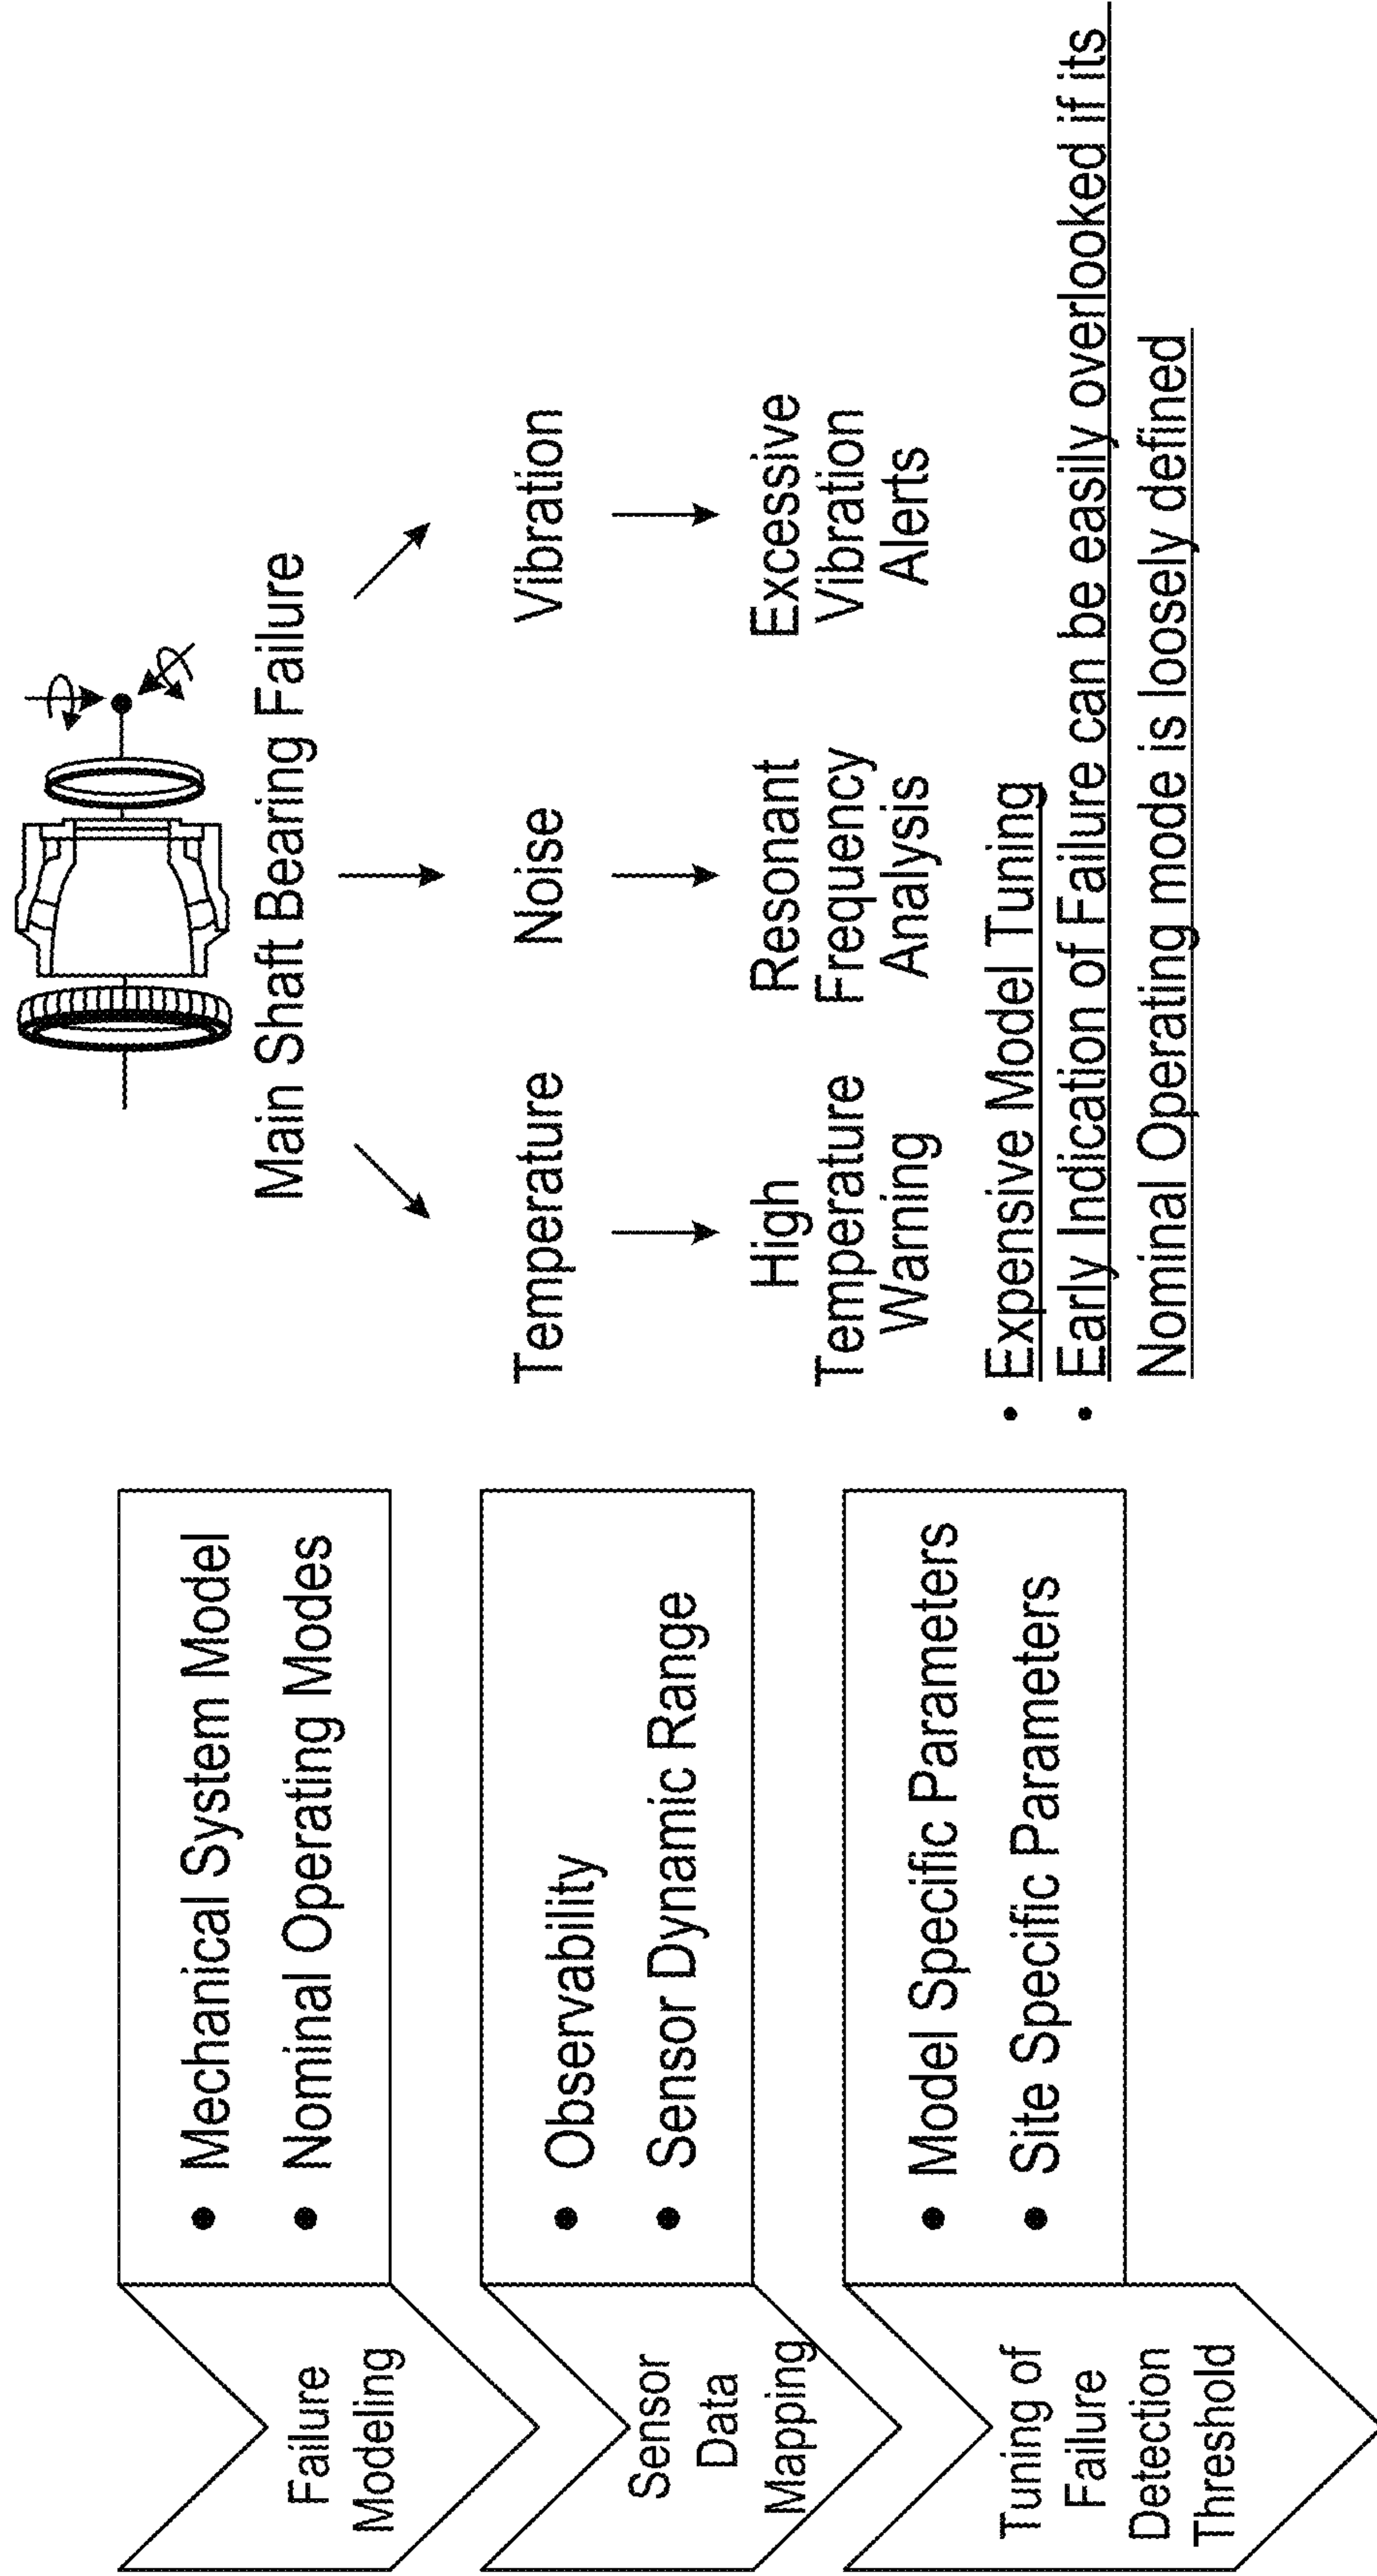 Failure
Modeling
• Mechanical System Model
• Nominal Operating Modes
Sensor
Data
Mapping
• Observability
• Sensor Dynamic Range
Tuning of
Failure
Detection
Threshold
• Model Specific Parameters
• Site Specific Parameters
Main Shaft Bearing Failure
Temperature
Noise
Vibration
High
Temperature
Warning
Resonant
Frequency
Analysis
Excessive
Vibration
Alerts
• Expensive Model Tuning
• Early Indication of Failure can be easily overlooked if its
Nominal Operating mode is loosely defined